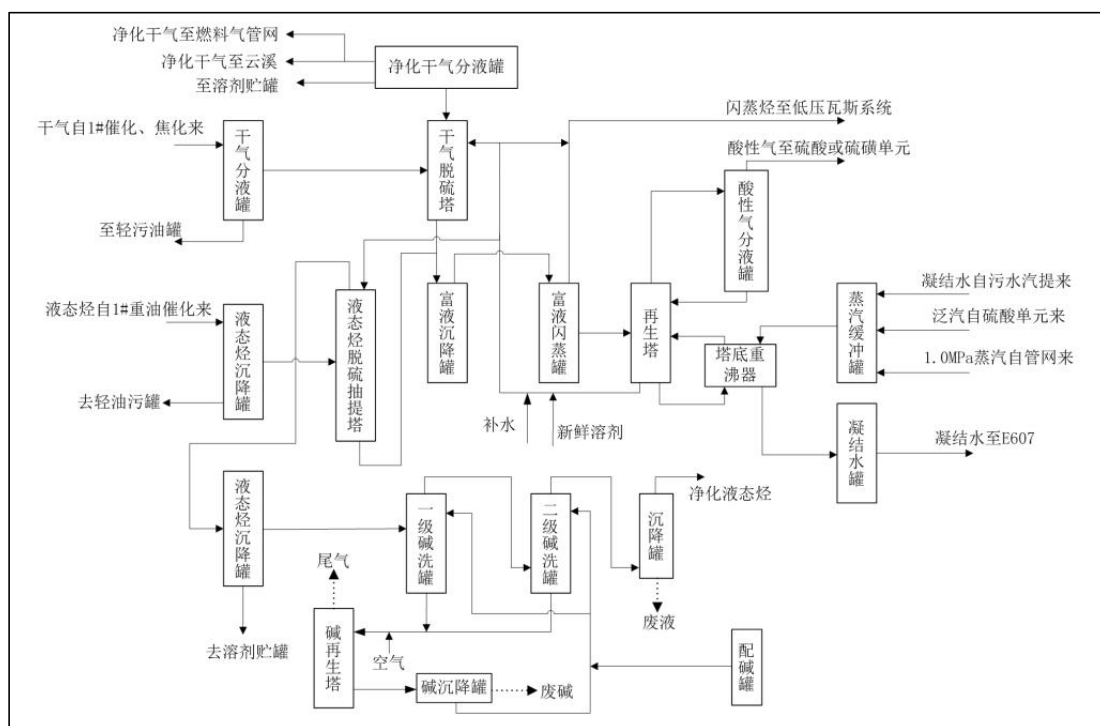 净化干气至燃料气管网
净化干气至云溪
至溶剂贮罐
净化干气分液罐
干气自1#催化、焦化来
干气分液罐
至轻污油罐
干气脱硫塔
闪蒸烃至低压瓦斯系统
酸性气至硫酸或硫磺单元
酸性气分液罐
液态烃自1#重油催化来
液态烃沉降罐
去轻油污罐
液态烃脱硫抽提塔
富液沉降罐
富液闪蒸罐
再生塔
塔底重沸器
蒸汽缓冲罐
凝结水自污水汽提来
泛汽自硫酸单元来
1.0MPa蒸汽自管网来
补水
新鲜溶剂
凝结水罐
凝结水至E607
液态烃沉降罐
去溶剂贮罐
一级碱洗罐
二级碱洗罐
沉降罐
净化液态烃
废液
尾气
碱再生塔
空气
碱沉降罐
废碱
配碱罐